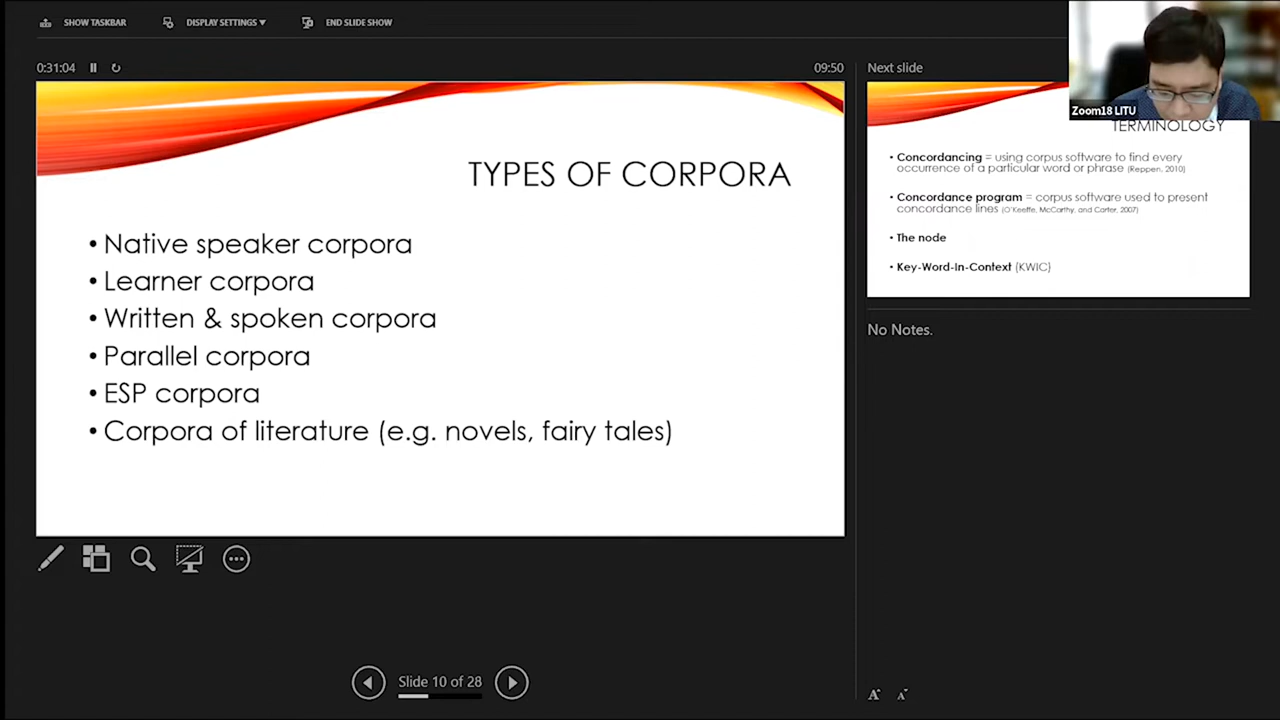 SHOW TASKBAR
DISPLAY SETTINGS ▼
END SLIDE SHOW
0:31:04
09:50
TYPES OF CORPORA
• Native speaker corpora
• Learner corpora
• Written & spoken corpora
• Parallel corpora
• ESP corpora
• Corpora of literature (e.g. novels, fairy tales)
Slide 10 of 28
Next slide
Zoom18 LITU
TERMINOLOGY
• Concordancing = using corpus software to find every
occurrence of a particular word or phrase (Reppen, 2010)
• Concordance program = corpus software used to present
concordance lines (O'Keeffe, McCarthy, and Carter, 2007)
• The node
• Key-Word-In-Context (KWIC)
No Notes.
A A